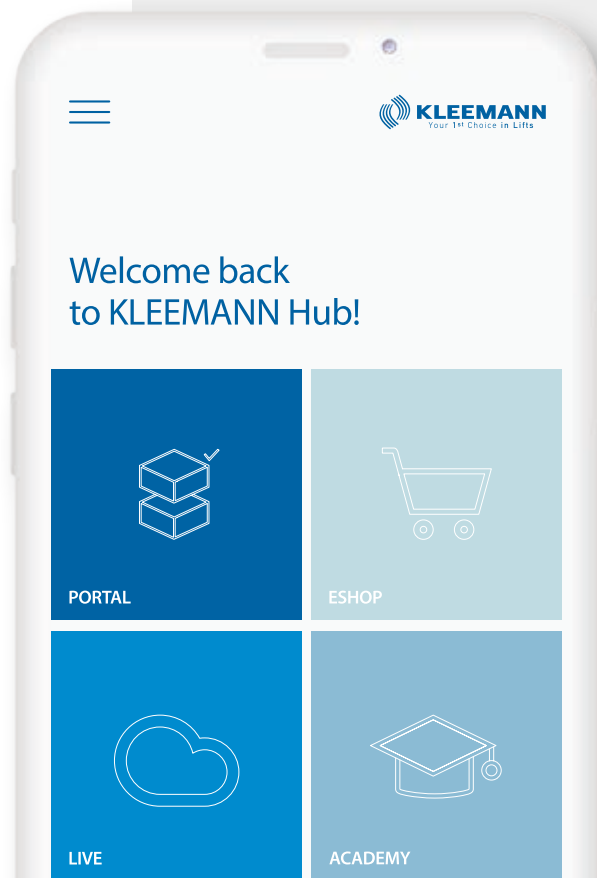 KLEEMANN
Your 1st Choice in Lifts
Welcome back
to KLEEMANN Hub!
PORTAL
ESHOP
LIVE
ACADEMY